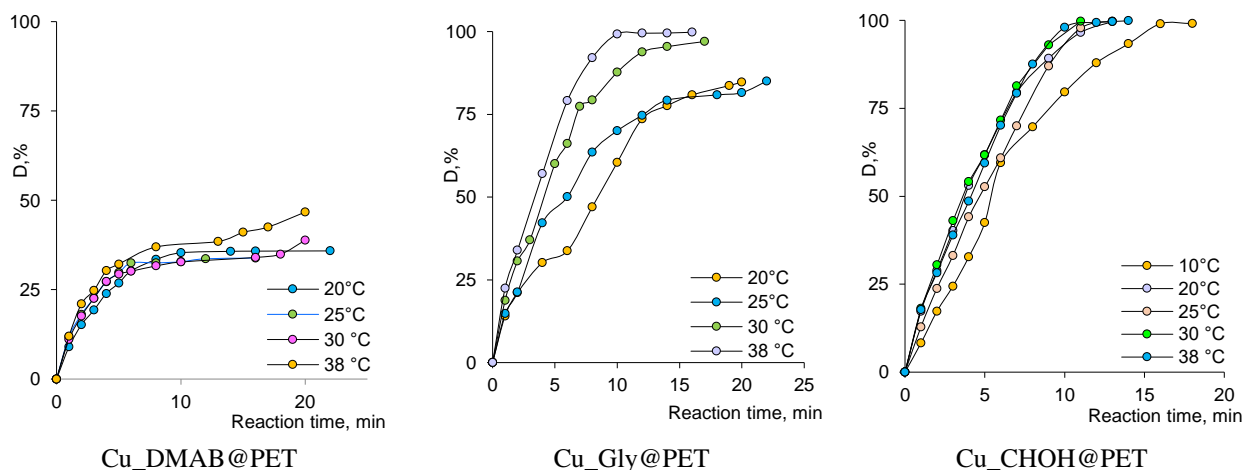 100
75
50
25
0
D,%
0
10
20
Reaction time, min
20°C
25°C
30 °C
38 °C
Cu_DMAB@PET
100
75
50
25
0
D,%
0
5
10
15
20
25
Reaction time, min
20°C
25°C
30 °C
38 °C
Cu_Gly@PET
100
75
50
25
0
D,%
0
5
10
15
20
Reaction time, min
10°C
20°C
25°C
30 °C
38 °C
Cu_CHOH@PET